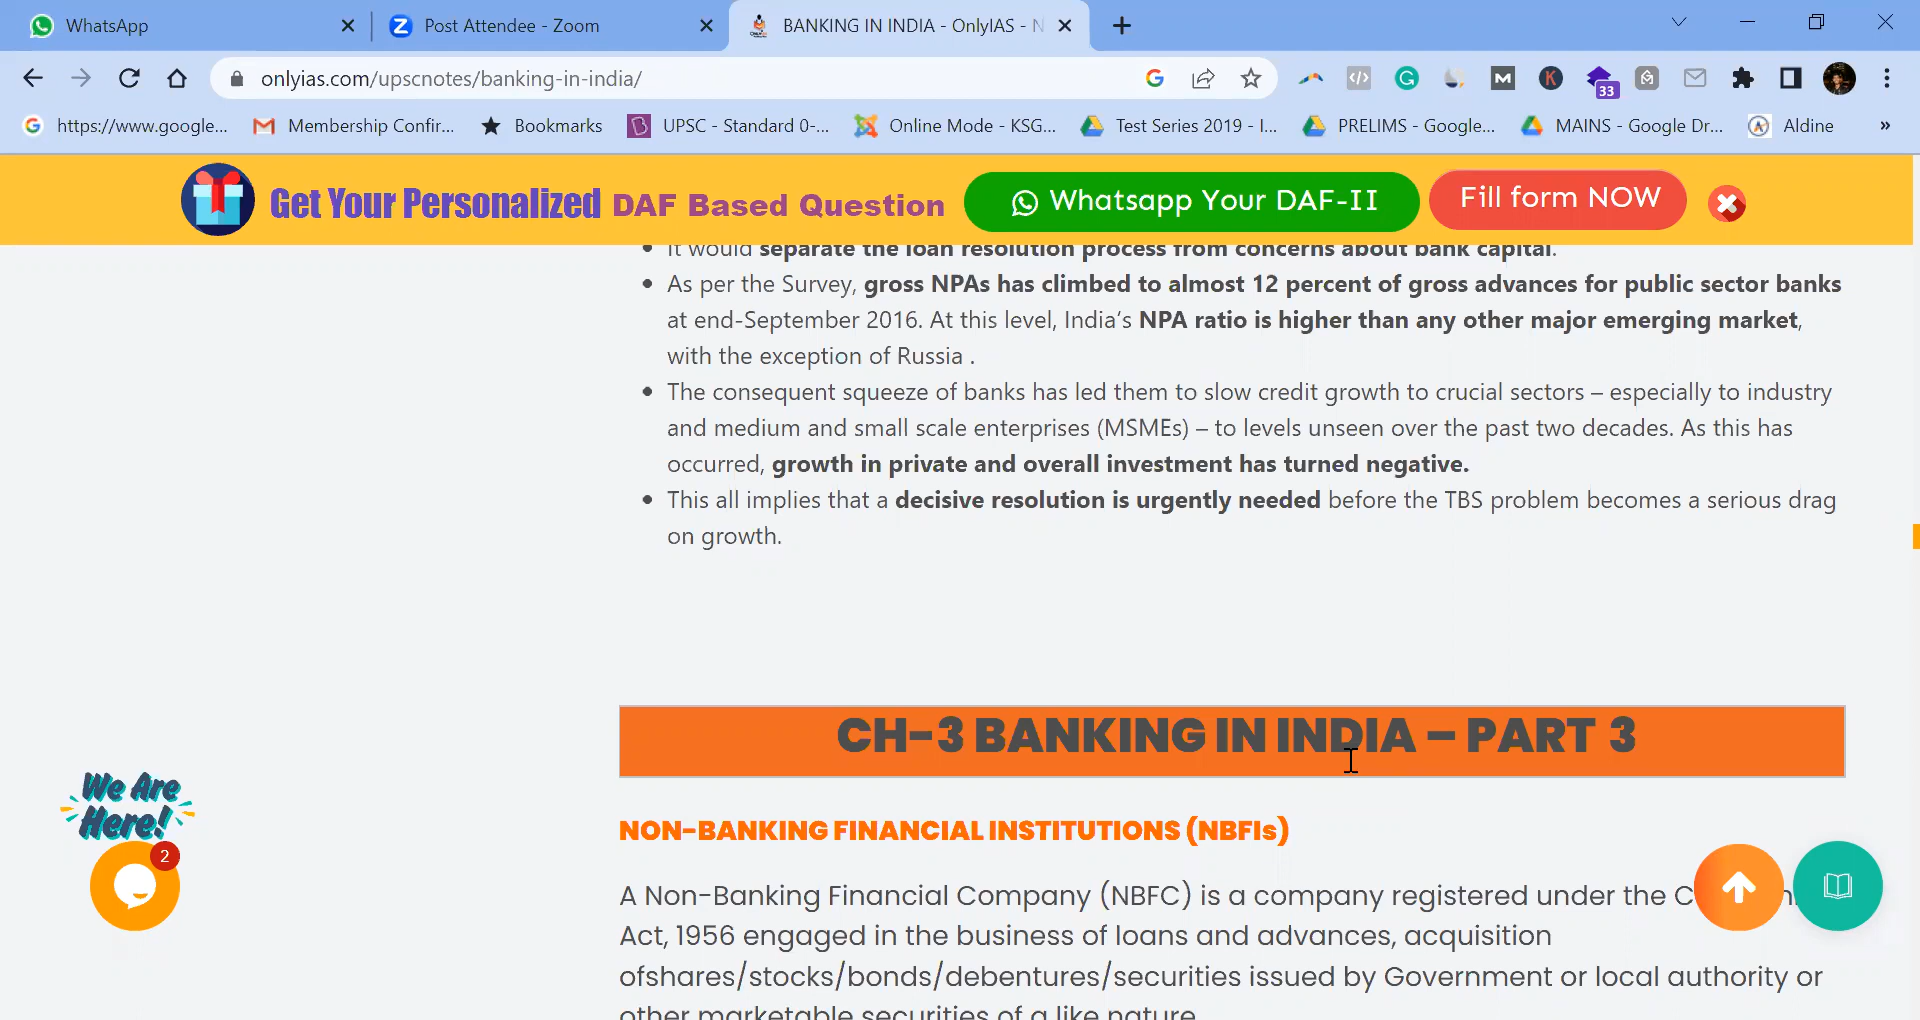 WhatsApp
Post Attendee - Zoom
BANKING IN INDIA - OnlyIAS - N
onlyias.com/upscnotes/banking-in-india/
33
https://www.google...
Membership Confir...
Bookmarks
UPSC - Standard 0-...
Online Mode - KSG...
Test Series 2019 - I...
PRELIMS - Google...
MAINS - Google Dr...
Aldine
»
Get Your Personalized DAF Based Question
Whatsapp Your DAF-II
Fill form NOW
It would separate the loan resolution process from concerns about bank capital.
As per the Survey, gross NPAs has climbed to almost 12 percent of gross advances for public sector banks
at end-September 2016. At this level, India’s NPA ratio is higher than any other major emerging market,
with the exception of Russia .
The consequent squeeze of banks has led them to slow credit growth to crucial sectors – especially to industry
and medium and small scale enterprises (MSMEs) – to levels unseen over the past two decades. As this has
occurred, growth in private and overall investment has turned negative.
This all implies that a decisive resolution is urgently needed before the TBS problem becomes a serious drag
on growth.
CH-3 BANKING IN INDIA – PART 3
We Are
Here!
2
NON-BANKING FINANCIAL INSTITUTIONS (NBFIs)
A Non-Banking Financial Company (NBFC) is a company registered under the
Act, 1956 engaged in the business of loans and advances, acquisition
ofshares/stocks/bonds/debentures/securities issued by Government or local authority or
other marketable securities of a like nature